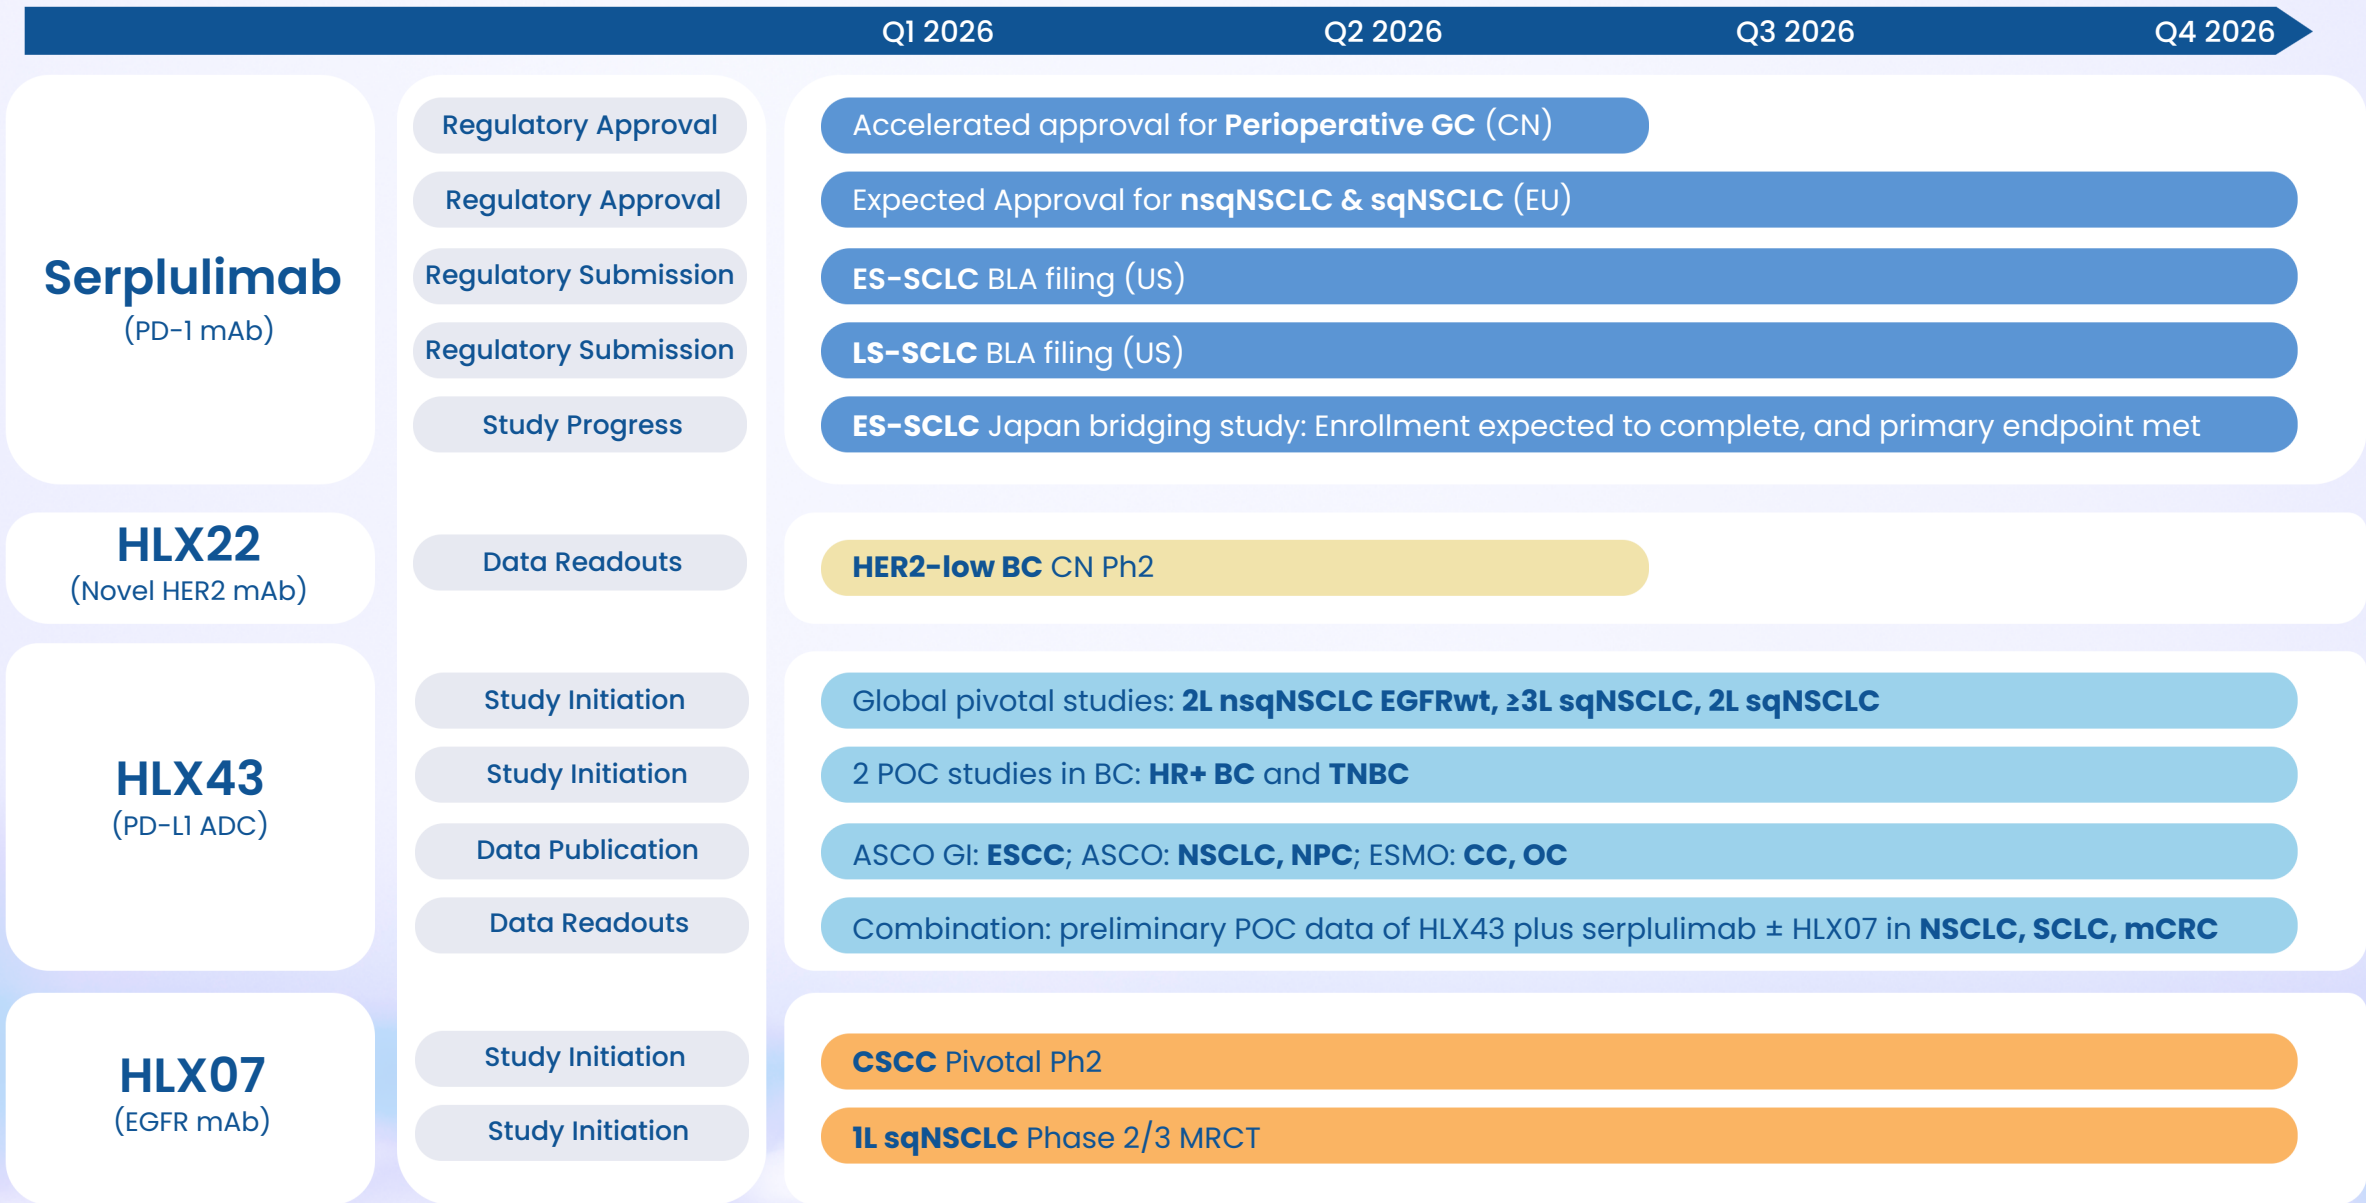 Q1 2026 Q2 2026 Q3 2026 Q4 2026
Serplulimab
(PD-1 mAb)
Regulatory Approval
Accelerated approval for Perioperative GC (CN)
Regulatory Approval
Expected Approval for nsqNSCLC & sqNSCLC (EU)
Regulatory Submission
ES-SCLC BLA filing (US)
Regulatory Submission
LS-SCLC BLA filing (US)
Study Progress
ES-SCLC Japan bridging study: Enrollment expected to complete, and primary endpoint met
HLX22
(Novel HER2 mAb)
Data Readouts
HER2-low BC CN Ph2
HLX43
(PD-L1 ADC)
Study Initiation
Global pivotal studies: 2L nsqNSCLC EGFRwt, ≥3L sqNSCLC, 2L sqNSCLC
Study Initiation
2 POC studies in BC: HR+ BC and TNBC
Data Publication
ASCO GI: ESCC; ASCO: NSCLC, NPC; ESMO: CC, OC
Data Readouts
Combination: preliminary POC data of HLX43 plus serplulimab ± HLX07 in NSCLC, SCLC, mCRC
HLX07
(EGFR mAb)
Study Initiation
CSCC Pivotal Ph2
Study Initiation
1L sqNSCLC Phase 2/3 MRCT